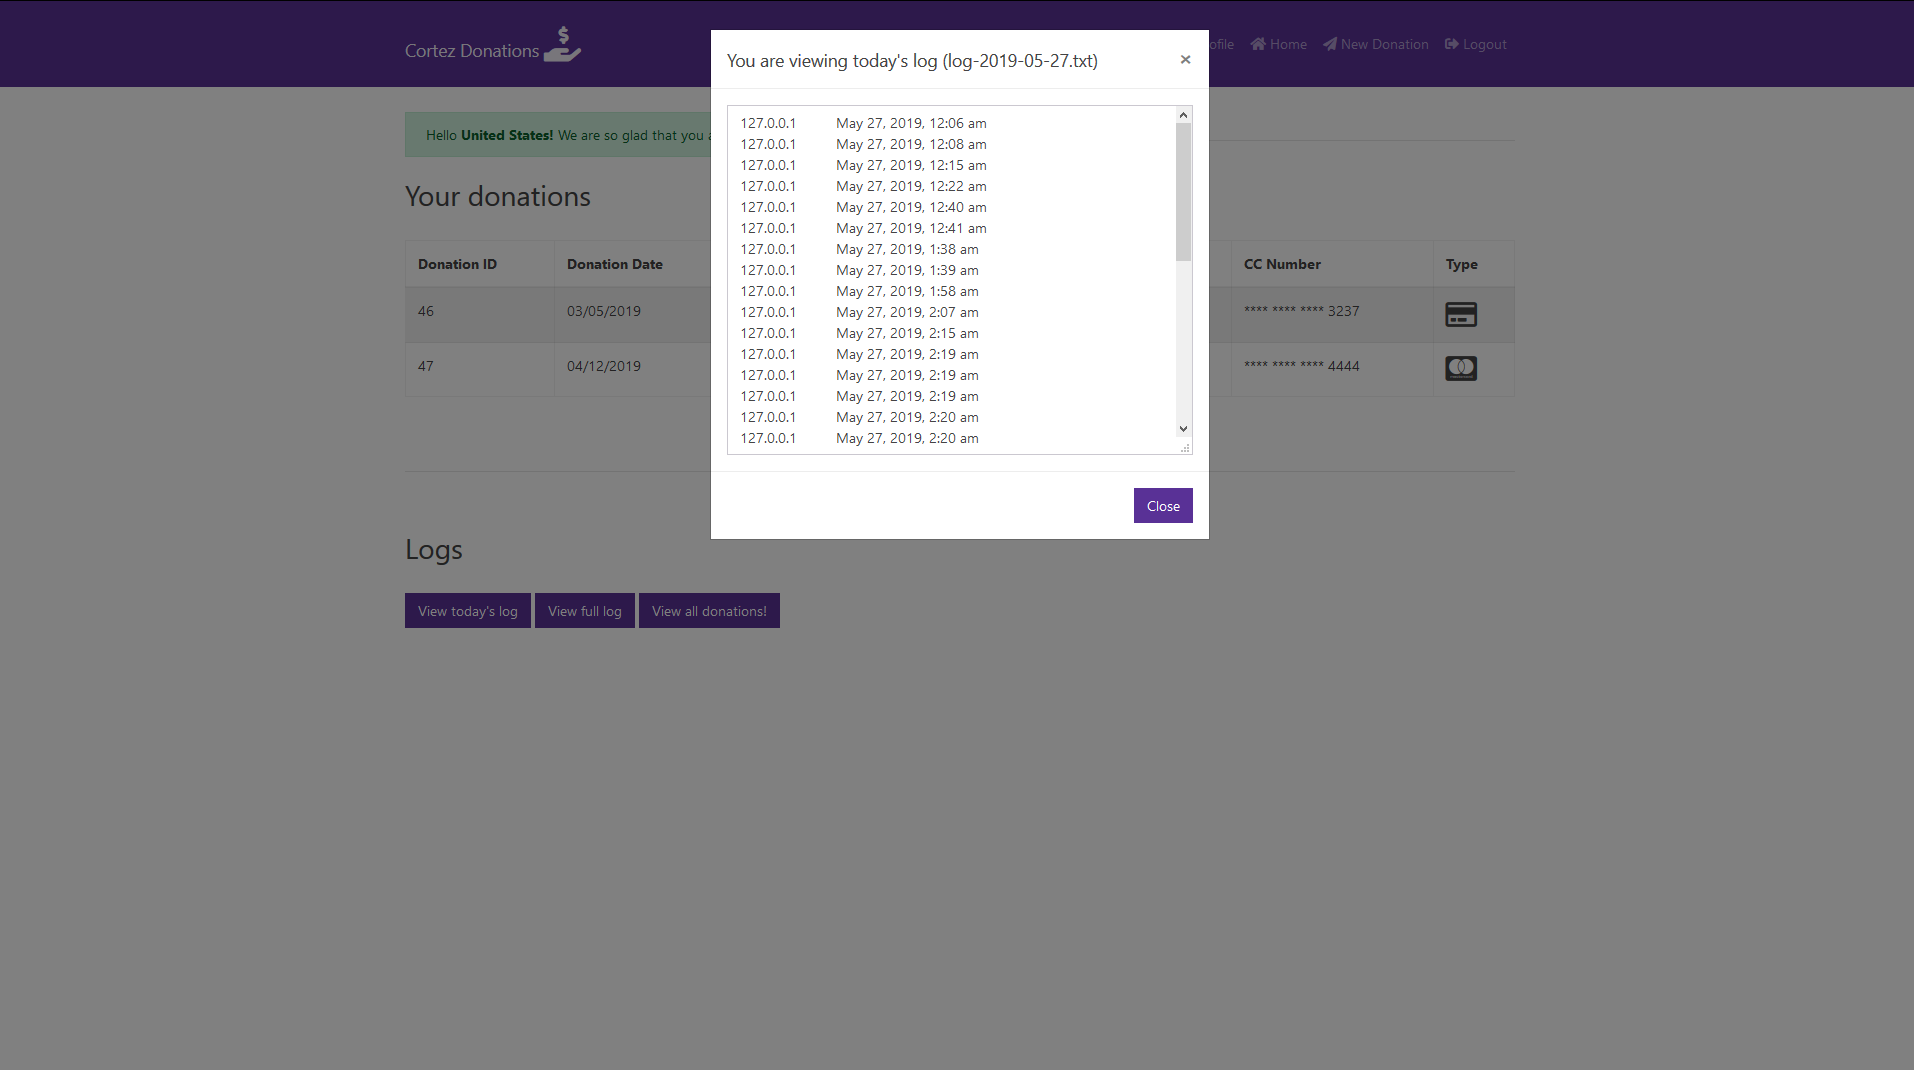 Cortez Donations
ofile Home New Donation Logout
You are viewing today's log (log-2019-05-27.txt)
×
Hello United States! We are so glad that you a
127.0.0.1 May 27, 2019, 12:06 am
127.0.0.1 May 27, 2019, 12:08 am
127.0.0.1 May 27, 2019, 12:15 am
127.0.0.1 May 27, 2019, 12:22 am
127.0.0.1 May 27, 2019, 12:40 am
127.0.0.1 May 27, 2019, 12:41 am
127.0.0.1 May 27, 2019, 1:38 am
127.0.0.1 May 27, 2019, 1:39 am
127.0.0.1 May 27, 2019, 1:58 am
127.0.0.1 May 27, 2019, 2:07 am
127.0.0.1 May 27, 2019, 2:15 am
127.0.0.1 May 27, 2019, 2:19 am
127.0.0.1 May 27, 2019, 2:19 am
127.0.0.1 May 27, 2019, 2:19 am
127.0.0.1 May 27, 2019, 2:20 am
127.0.0.1 May 27, 2019, 2:20 am
Close
Your donations
Donation ID Donation Date CC Number Type
46 03/05/2019 **** **** **** 3237
47 04/12/2019 **** **** **** 4444
Logs
View today's log View full log View all donations!